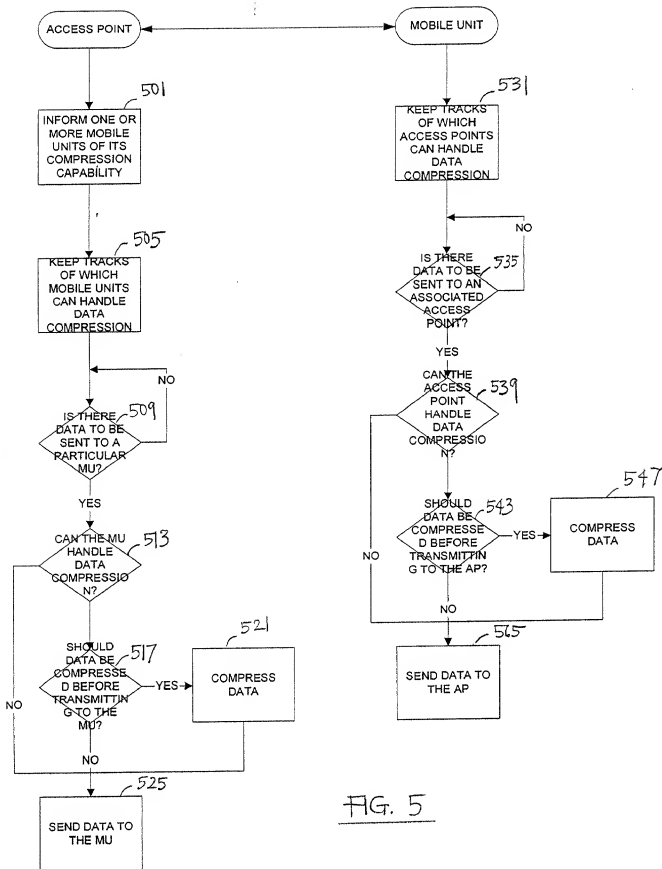 ACCESS POINT
501
INFORM ONE OR
MORE MOBILE
UNITS OF ITS
COMPRESSION
CAPABILITY
505
KEEP TRACKS
OF WHICH
MOBILE UNITS
CAN HANDLE
DATA
COMPRESSION
NO
509
IS THERE
DATA TO BE
SENT TO A
PARTICULAR
MU?
YES
513
CAN THE MU
HANDLE
DATA
COMPRESSIO
N?
517
SHOULD
DATA BE
COMPRESSE
D BEFORE
TRANSMITTIN
G TO THE
MU?
YES
521
COMPRESS
DATA
NO
NO
525
SEND DATA TO
THE MU
MOBILE UNIT
531
KEEP TRACKS
OF WHICH
ACCESS POINTS
CAN HANDLE
DATA
COMPRESSION
NO
535
IS THERE
DATA TO BE
SENT TO AN
ASSOCIATED
ACCESS
POINT?
YES
539
CAN THE
ACCESS
POINT
HANDLE
DATA
COMPRESSIO
N?
543
SHOULD
DATA BE
COMPRESSE
D BEFORE
TRANSMITTIN
G TO THE AP?
YES
547
COMPRESS
DATA
NO
NO
565
SEND DATA TO
THE AP
FIG. 5